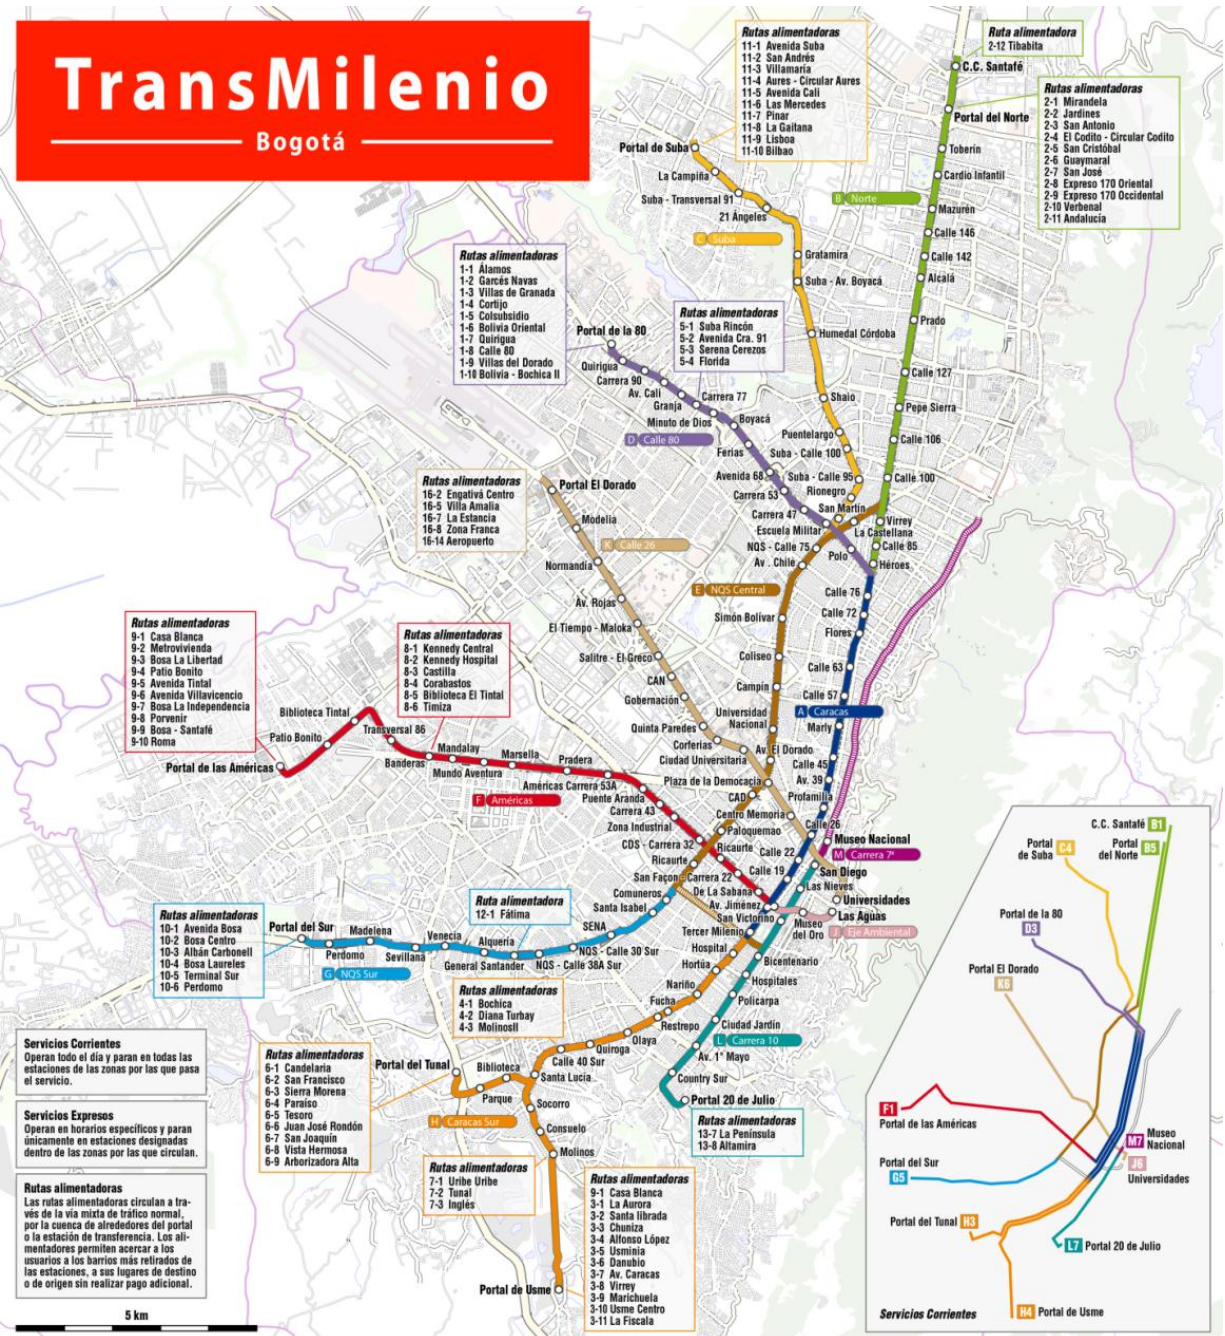 TransMilenio
Bogotá
Rutas alimentadoras
11-1 Avenida Suba
11-2 San Andrés
11-3 Villamaría
11-4 Aures - Circular Aures
11-5 Avenida Cali
11-6 Las Mercedes
11-7 Pinar
11-8 La Gaitana
11-9 Lisboa
11-10 Bilbao
Ruta alimentadora
2-12 Tibabita
C.C. Santafé
Rutas alimentadoras
2-1 Mirandela
2-2 Jardines
2-3 San Antonio
2-4 El Codito - Circular Codito
2-5 San Cristóbal
2-6 Guaymaral
2-7 San José
2-8 Expreso 170 Oriental
2-9 Expreso 170 Occidental
2-10 Verbenal
2-11 Andalucía
Portal del Norte
Toberín
Cardio Infantil
B Norte
Mazurén
Calle 146
Calle 142
Alcalá
Prado
Calle 127
Pepe Sierra
Calle 106
Calle 100
Virrey
Calle 85
Héroes
Portal de Suba
La Campiña
Suba - Transversal 91
21 Ángeles
C Suba
Gratamira
Suba - Av. Boyacá
Humedal Córdoba
Shaio
Puentelargo
Suba - Calle 100
Suba - Calle 95
Rionegro
San Martín
Rutas alimentadoras
1-1 Álamos
1-2 Garcés Navas
1-3 Villas de Granada
1-4 Cortijo
1-5 Colsubsidio
1-6 Bolivia Oriental
1-7 Quirigua
1-8 Calle 80
1-9 Villas del Dorado
1-10 Bolivia - Bochica II
Rutas alimentadoras
5-1 Suba Rincón
5-2 Avenida Cra. 91
5-3 Serena Cerezos
5-4 Florida
Portal de la 80
Quirigua
Carrera 90
Av. Cali
Granja
Carrera 77
Minuto de Dios
Boyacá
D Calle 80
Ferias
Avenida 68
Carrera 53
Carrera 47
Escuela Militar
Polo
La Castellana
NQS - Calle 75
Av . Chile
E NQS Central
Simón Bolívar
Coliseo
Campín
Universidad
Nacional
Av. El Dorado
Rutas alimentadoras
16-2 Engativá Centro
16-5 Villa Amalia
16-7 La Estancia
16-8 Zona Franca
16-14 Aeropuerto
Portal El Dorado
Modelia
K Calle 26
Normandía
Av. Rojas
El Tiempo - Maloka
Salitre - El Greco
CAN
Gobernación
Quinta Paredes
Corferias
Ciudad Universitaria
Plaza de la Democacia
CAD
Centro Memoria
Paloquemao
Calle 76
Calle 72
Flores
Calle 63
Calle 57
A Caracas
Marly
Calle 45
Av. 39
Profamilia
Calle 26
Calle 22
Calle 19
Av. Jiménez
Tercer Milenio
Rutas alimentadoras
9-1 Casa Blanca
9-2 Metrovivienda
9-3 Bosa La Libertad
9-4 Patio Bonito
9-5 Avenida Tintal
9-6 Avenida Villavicencio
9-7 Bosa La Independencia
9-8 Porvenir
9-9 Bosa - Santafé
9-10 Roma
Rutas alimentadoras
8-1 Kennedy Central
8-2 Kennedy Hospital
8-3 Castilla
8-4 Corabastos
8-5 Biblioteca El Tintal
8-6 Timiza
Biblioteca Tintal
Patio Bonito
Portal de las Américas
Transversal 86
Banderas
Mandalay
Mundo Aventura
Marsella
Pradera
Américas Carrera 53A
F Américas
Puente Aranda
Carrera 43
Zona Industrial
CDS - Carrera 32
Ricaurte
Ricaurte
San Façon
Carrera 22
De La Sabana
Comuneros
Santa Isabel
San Victorino
Museo Nacional
M Carrera 7ª
San Diego
Las Nieves
Universidades
Las Aguas
Museo
del Oro
J Eje Ambiental
Ruta alimentadora
12-1 Fátima
Rutas alimentadoras
10-1 Avenida Bosa
10-2 Bosa Centro
10-3 Albán Carbonell
10-4 Bosa Laureles
10-5 Terminal Sur
10-6 Perdomo
Portal del Sur
Perdomo
Madelena
Sevillana
Venecia
General Santander
Alquería
NQS - Calle 38A Sur
NQS - Calle 30 Sur
SENA
G NQS Sur
Hospital
Hortúa
Nariño
Fucha
Restrepo
Olaya
Quiroga
Calle 40 Sur
Santa Lucía
Bicentenario
Hospitales
Policarpa
Ciudad Jardín
L Carrera 10
Av. 1° Mayo
Country Sur
Portal 20 de Julio
Rutas alimentadoras
13-7 La Península
13-8 Altamira
Rutas alimentadoras
4-1 Bochica
4-2 Diana Turbay
4-3 MolinosII
Rutas alimentadoras
6-1 Candelaria
6-2 San Francisco
6-3 Sierra Morena
6-4 Paraíso
6-5 Tesoro
6-6 Juan José Rondón
6-7 San Joaquín
6-8 Vista Hermosa
6-9 Arborizadora Alta
Portal del Tunal
Biblioteca
Parque
H Caracas Sur
Socorro
Consuelo
Molinos
Portal de Usme
Rutas alimentadoras
7-1 Uribe Uribe
7-2 Tunal
7-3 Inglés
Rutas alimentadoras
9-1 Casa Blanca
3-1 La Aurora
3-2 Santa librada
3-3 Chuniza
3-4 Alfonso López
3-5 Usminia
3-6 Danubio
3-7 Av. Caracas
3-8 Virrey
3-9 Marichuela
3-10 Usme Centro
3-11 La Fiscala
Servicios Corrientes
Operan todo el día y paran en todas las
estaciones de las zonas por las que pasa
el servicio.
Servicios Expresos
Operan en horarios específicos y paran
únicamente en estaciones designadas
dentro de las zonas por las que circulan.
Rutas alimentadoras
Las rutas alimentadoras circulan a tra-
vés de la vía mixta de tráfico normal,
por la cuenca de alrededores del portal
o la estación de transferencia. Los ali-
mentadores permiten acercar a los
usuarios a los barrios más retirados de
las estaciones, a sus lugares de destino
o de origen sin realizar pago adicional.
5 km
C.C. Santafé B1
Portal
de Suba
C4
Portal
del Norte
B5
Portal de la 80
D3
Portal El Dorado
K6
F1
Portal de las Américas
M7 Museo
Nacional
J6
Universidades
Portal del Sur
G5
Portal del Tunal H3
L7 Portal 20 de Julio
H4 Portal de Usme
Servicios Corrientes